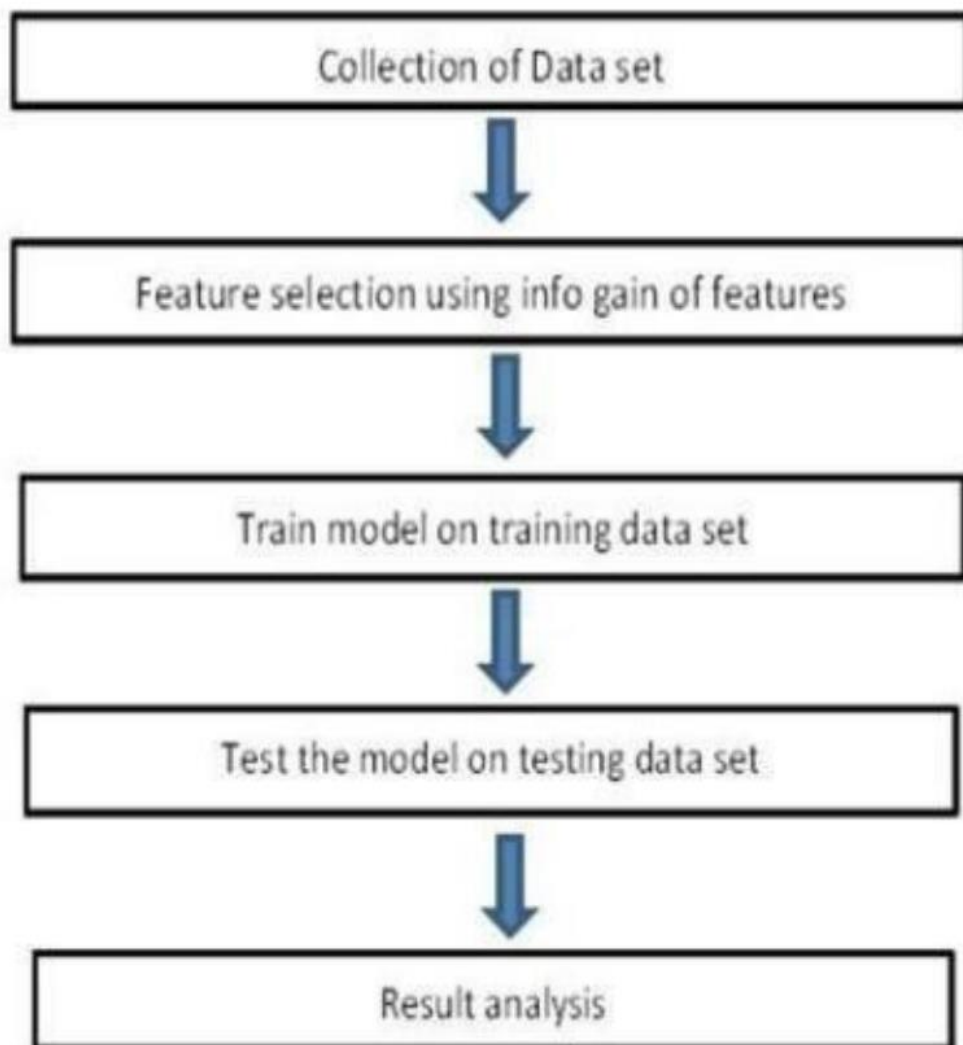 Collection of Data set
Feature selection using info gain of features
Train model on training data set
Test the model on testing data set
Result analysis